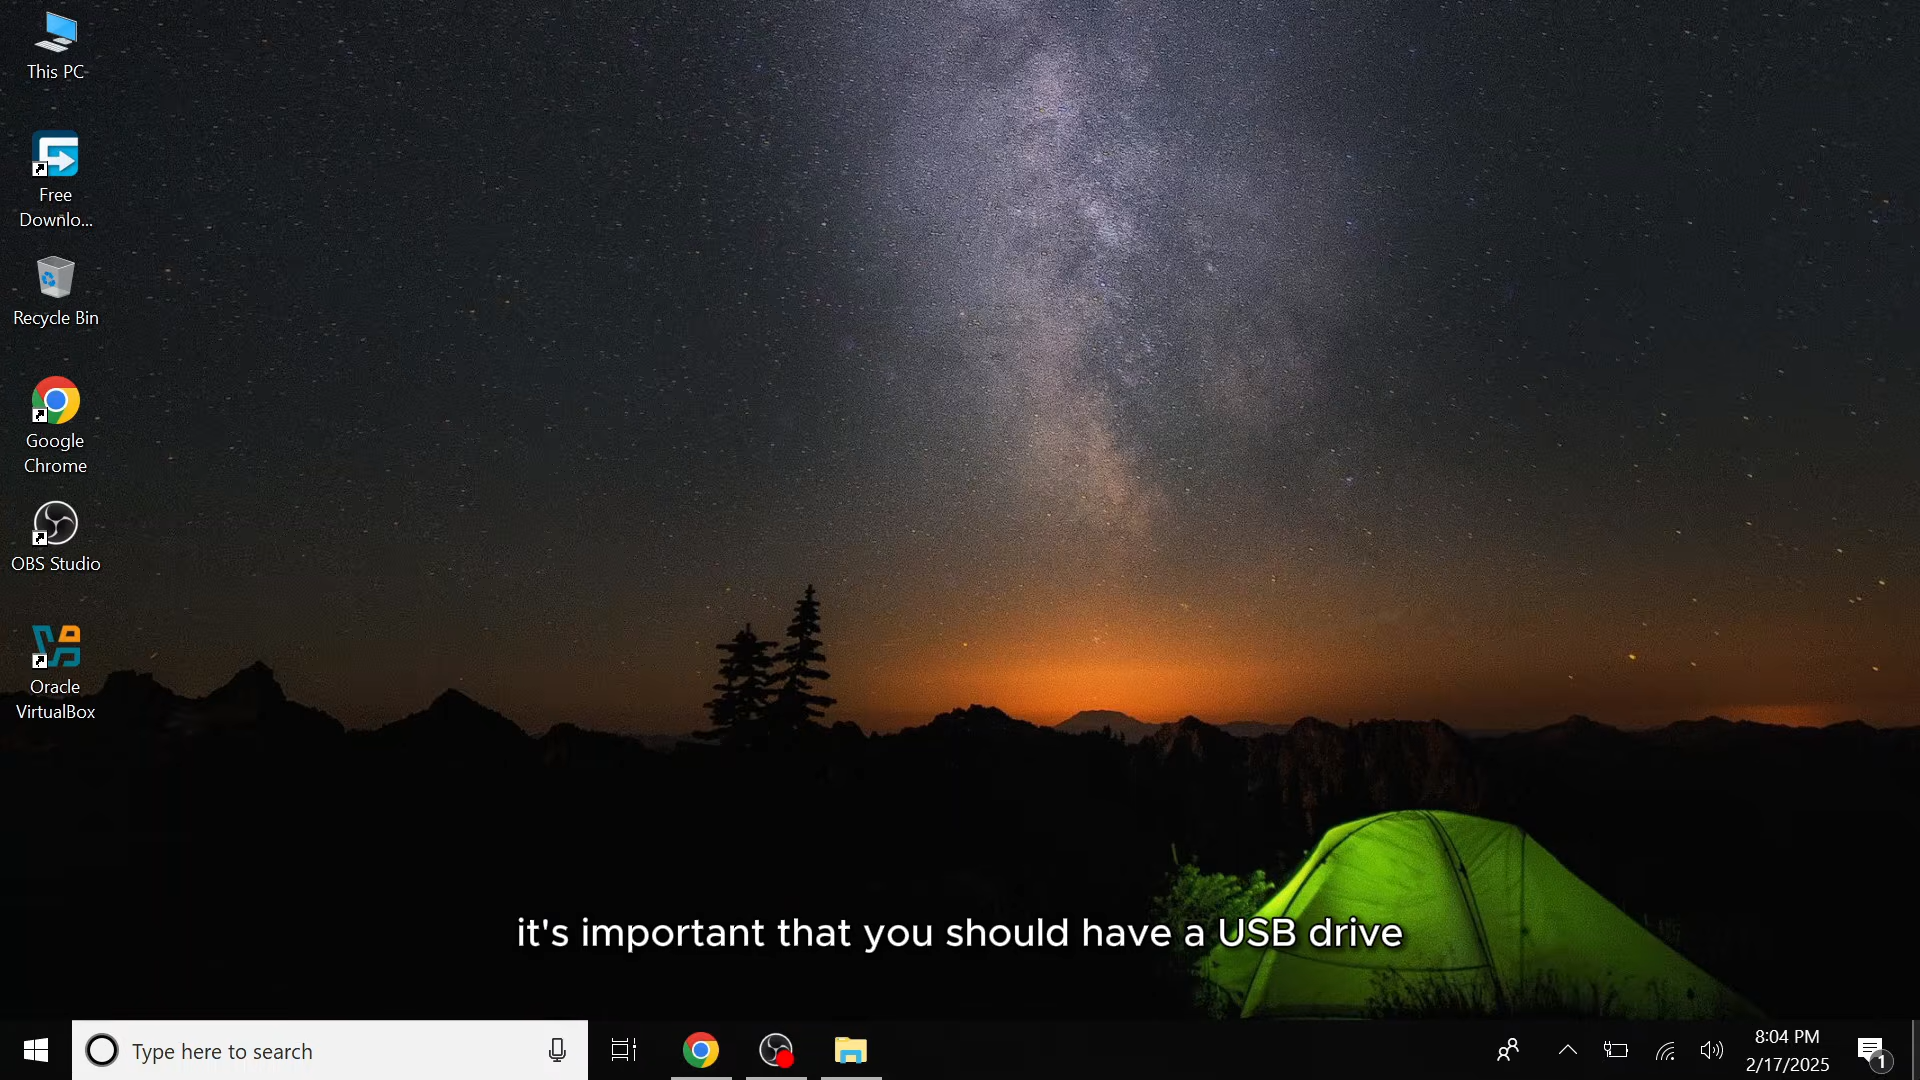 This PC
Free
Downlo...
Recycle Bin
Google
Chrome
OBS Studio
Oracle
VirtualBox
it's important that you should have a USB drive
Type here to search
8:04 PM
2/17/2025
1